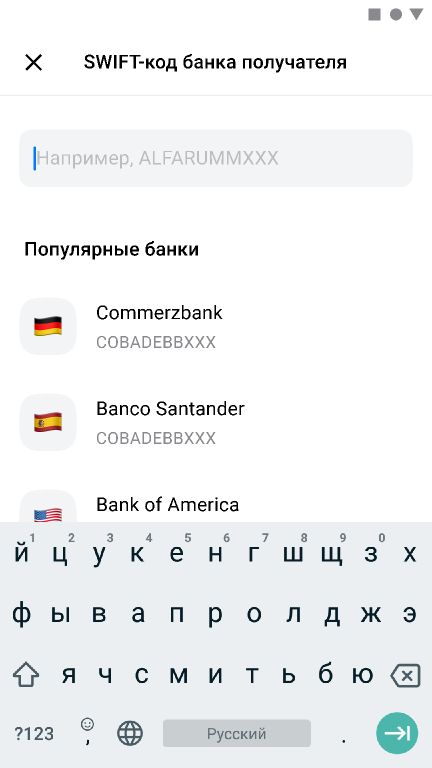 SWIFT-код банка получателя
Например, ALFARUMMXXX
Популярные банки
Commerzbank
COBADEBBXXX
Banco Santander
COBADEBBXXX
Bank of America
1 2 3 4 5 6 7 8 9 0
й ц у к е н г ш щ з х
ф ы в а п р о л д ж э
я ч с м и т ь б ю
?123 , Русский .